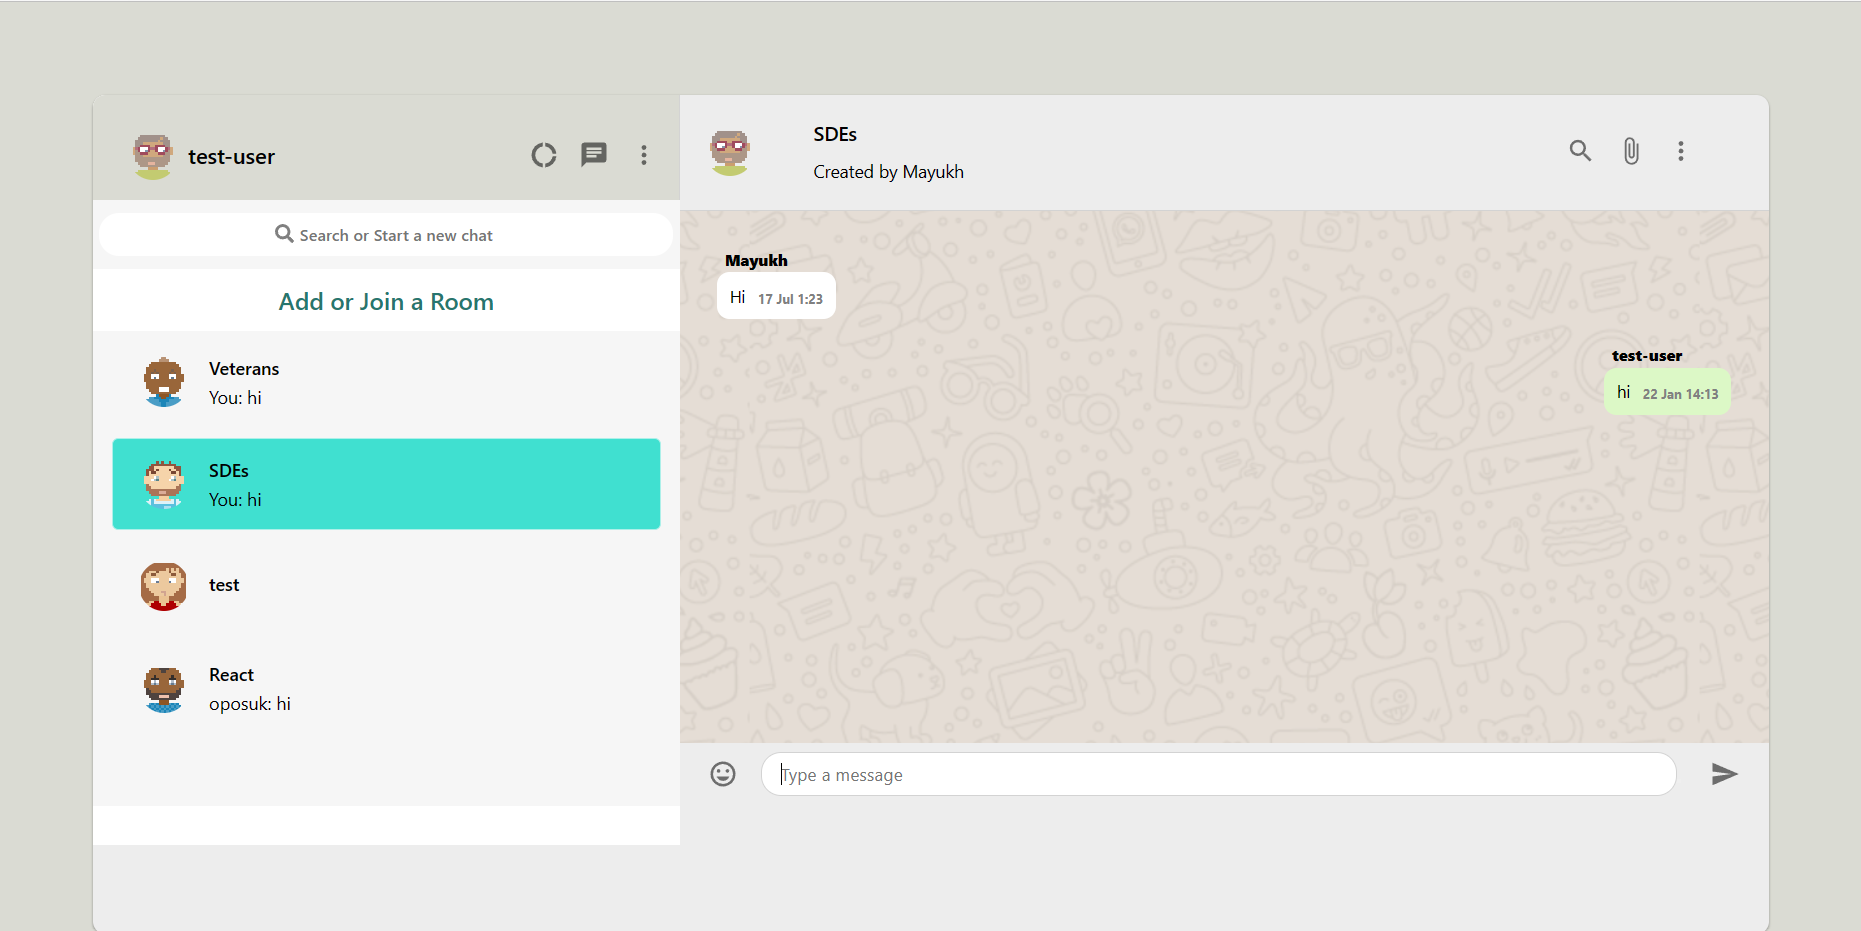 test-user
Search or Start a new chat
Add or Join a Room
Veterans
You: hi
SDEs
You: hi
test
React
oposuk: hi
SDEs
Created by Mayukh
Mayukh
Hi 17 Jul 1:23
test-user
hi 22 Jan 14:13
Type a message